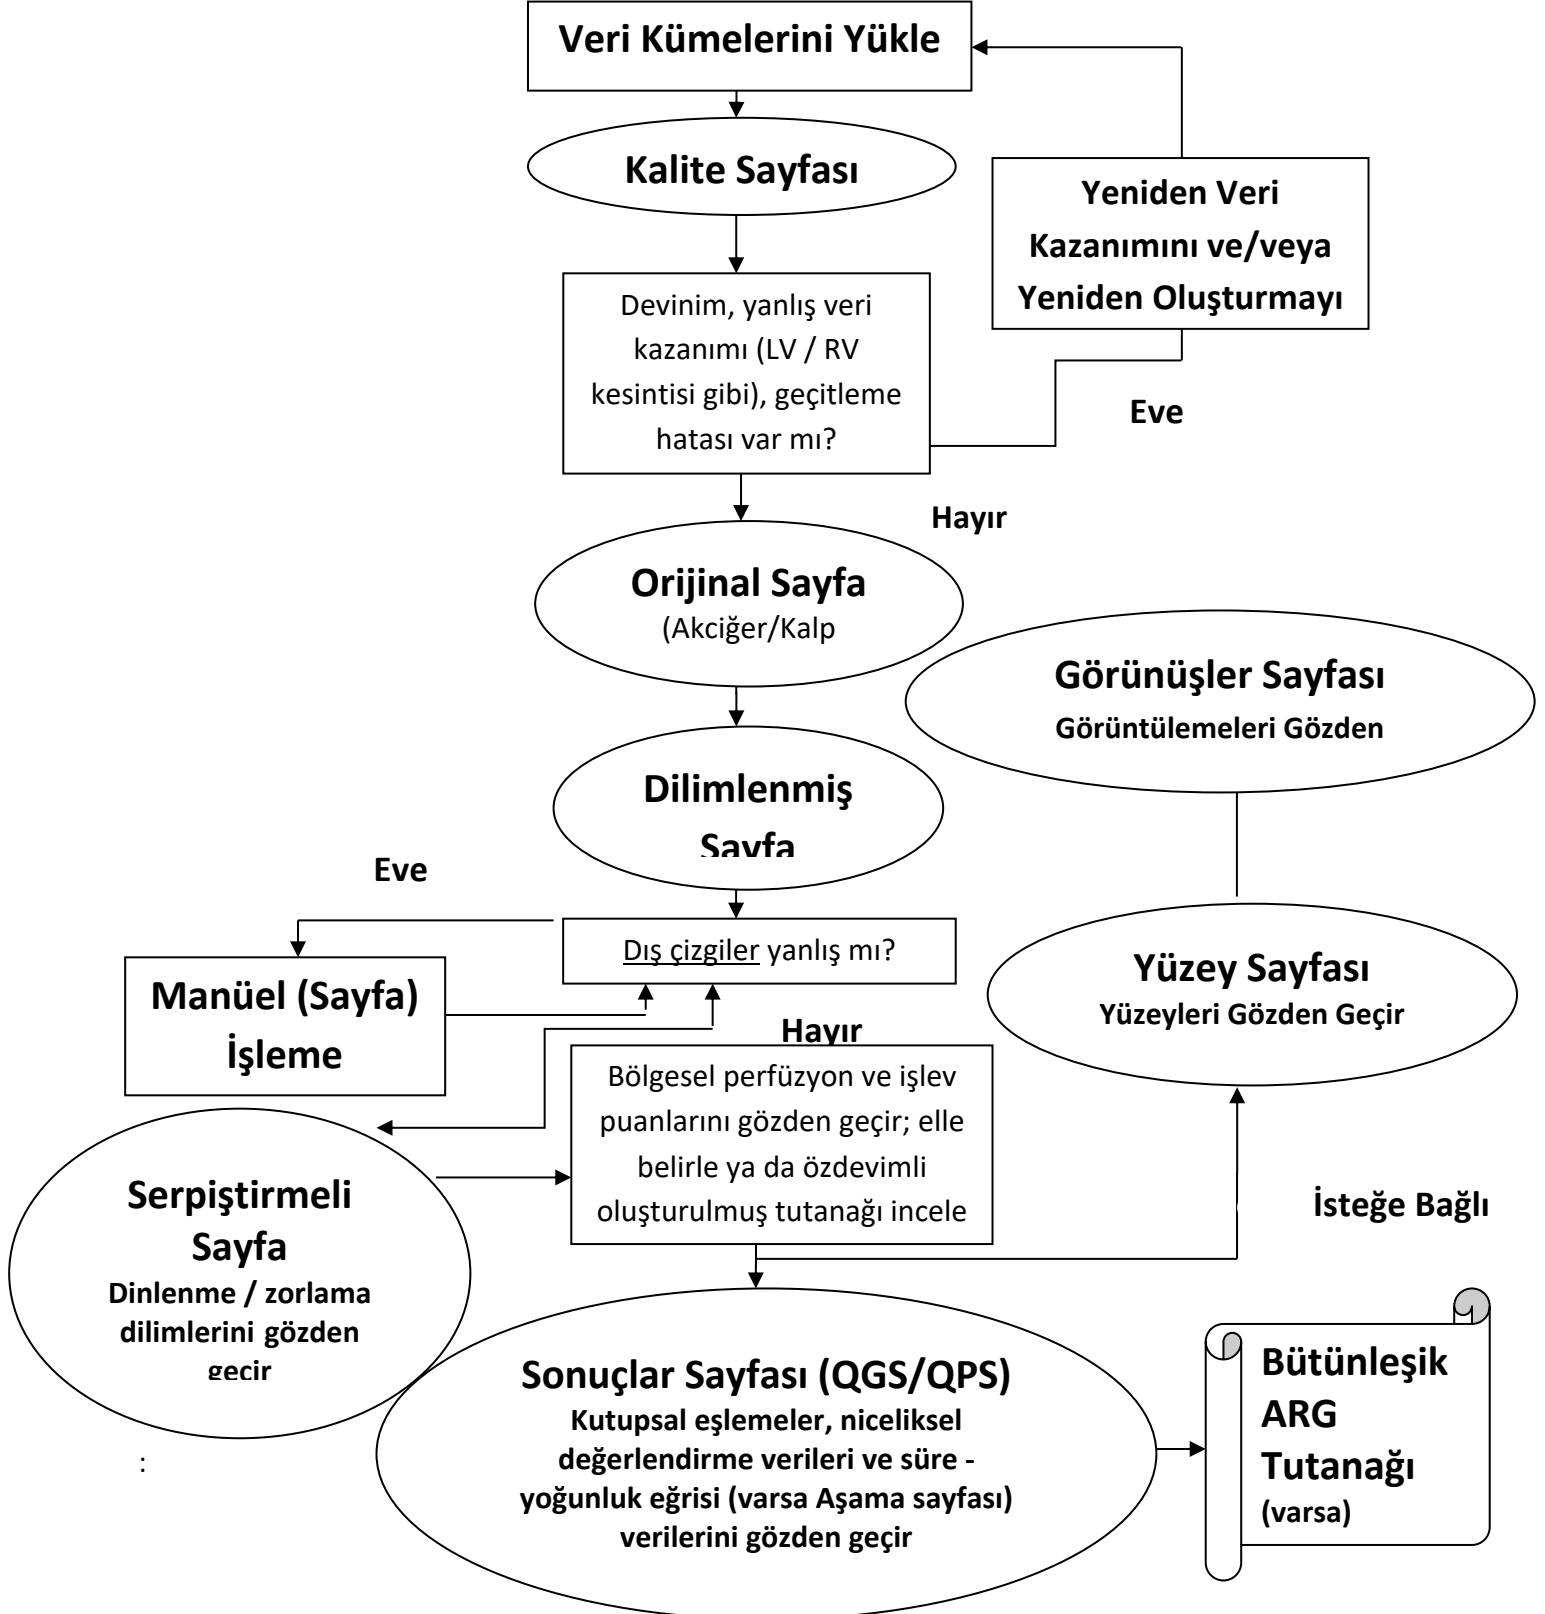 Veri Kümelerini Yükle
Kalite Sayfası
Yeniden Veri
Kazanımını ve/veya
Yeniden Oluşturmayı
Devinim, yanlış veri
kazanımı (LV / RV
kesintisi gibi), geçitleme
hatası var mı?
Eve
Hayır
Orijinal Sayfa
(Akciğer/Kalp
Görünüşler Sayfası
Görüntülemeleri Gözden
Dilimlenmiş
Sayfa
Eve
Dış çizgiler yanlış mı?
Yüzey Sayfası
Yüzeyleri Gözden Geçir
Manüel (Sayfa)
İşleme
Hayır
Bölgesel perfüzyon ve işlev
puanlarını gözden geçir; elle
belirle ya da özdevimli
oluşturulmuş tutanağı incele
Serpiştirmeli
Sayfa
Dinlenme / zorlama
dilimlerini gözden
geçir
İsteğe Bağlı
Sonuçlar Sayfası (QGS/QPS)
Kutupsal eşlemeler, niceliksel
değerlendirme verileri ve süre -
yoğunluk eğrisi (varsa Aşama sayfası)
verilerini gözden geçir
Bütünleşik
ARG
Tutanağı
(varsa)
: